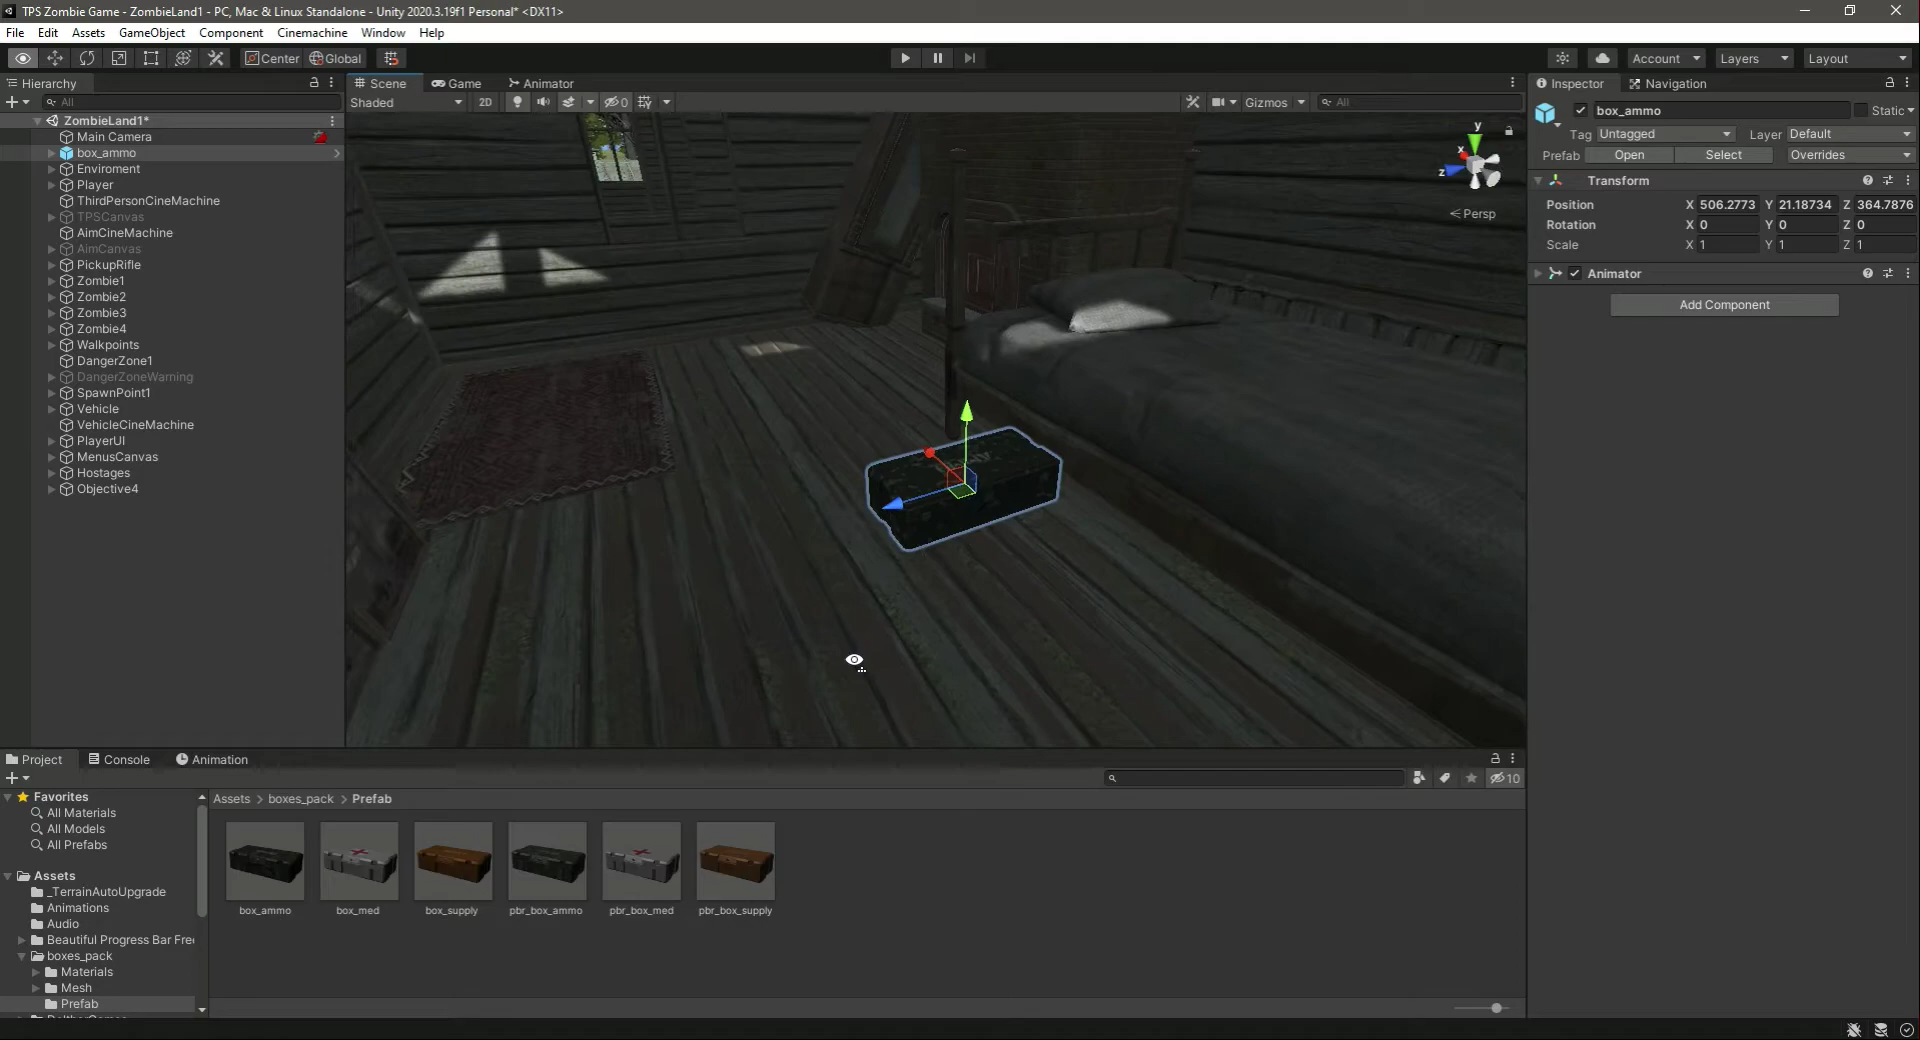 TPS Zombie Game - ZombieLand1 - PC, Mac & Linux Standalone - Unity 2020.3.19f1 Personal* <DX11>
File Edit Assets GameObject Component Cinemachine Window Help
Center Global Account Layers Layout
Hierarchy
Scene Game Animator
Inspector Navigation
All
Shaded 2D 0 Gizmos All
box_ammo Static
Tag Untagged Layer Default
Prefab Open Select Overrides
Transform
Position X 506.2773 Y 21.18734 Z 364.7876
Rotation X 0 Y 0 Z 0
Scale X 1 Y 1 Z 1
Animator
Add Component
ZombieLand1*
Main Camera
box_ammo
Enviroment
Player
ThirdPersonCineMachine
TPSCanvas
AimCineMachine
AimCanvas
PickupRifle
Zombie1
Zombie2
Zombie3
Zombie4
Walkpoints
DangerZone1
DangerZoneWarning
SpawnPoint1
Vehicle
VehicleCineMachine
PlayerUI
MenusCanvas
Hostages
Objective4
y
x
z
< Persp
Project Console Animation
10
Favorites
All Materials
All Models
All Prefabs
Assets
_TerrainAutoUpgrade
Animations
Audio
Beautiful Progress Bar Free
boxes_pack
Materials
Mesh
Prefab
Assets > boxes_pack > Prefab
box_ammo box_med box_supply pbr_box_ammo pbr_box_med pbr_box_supply